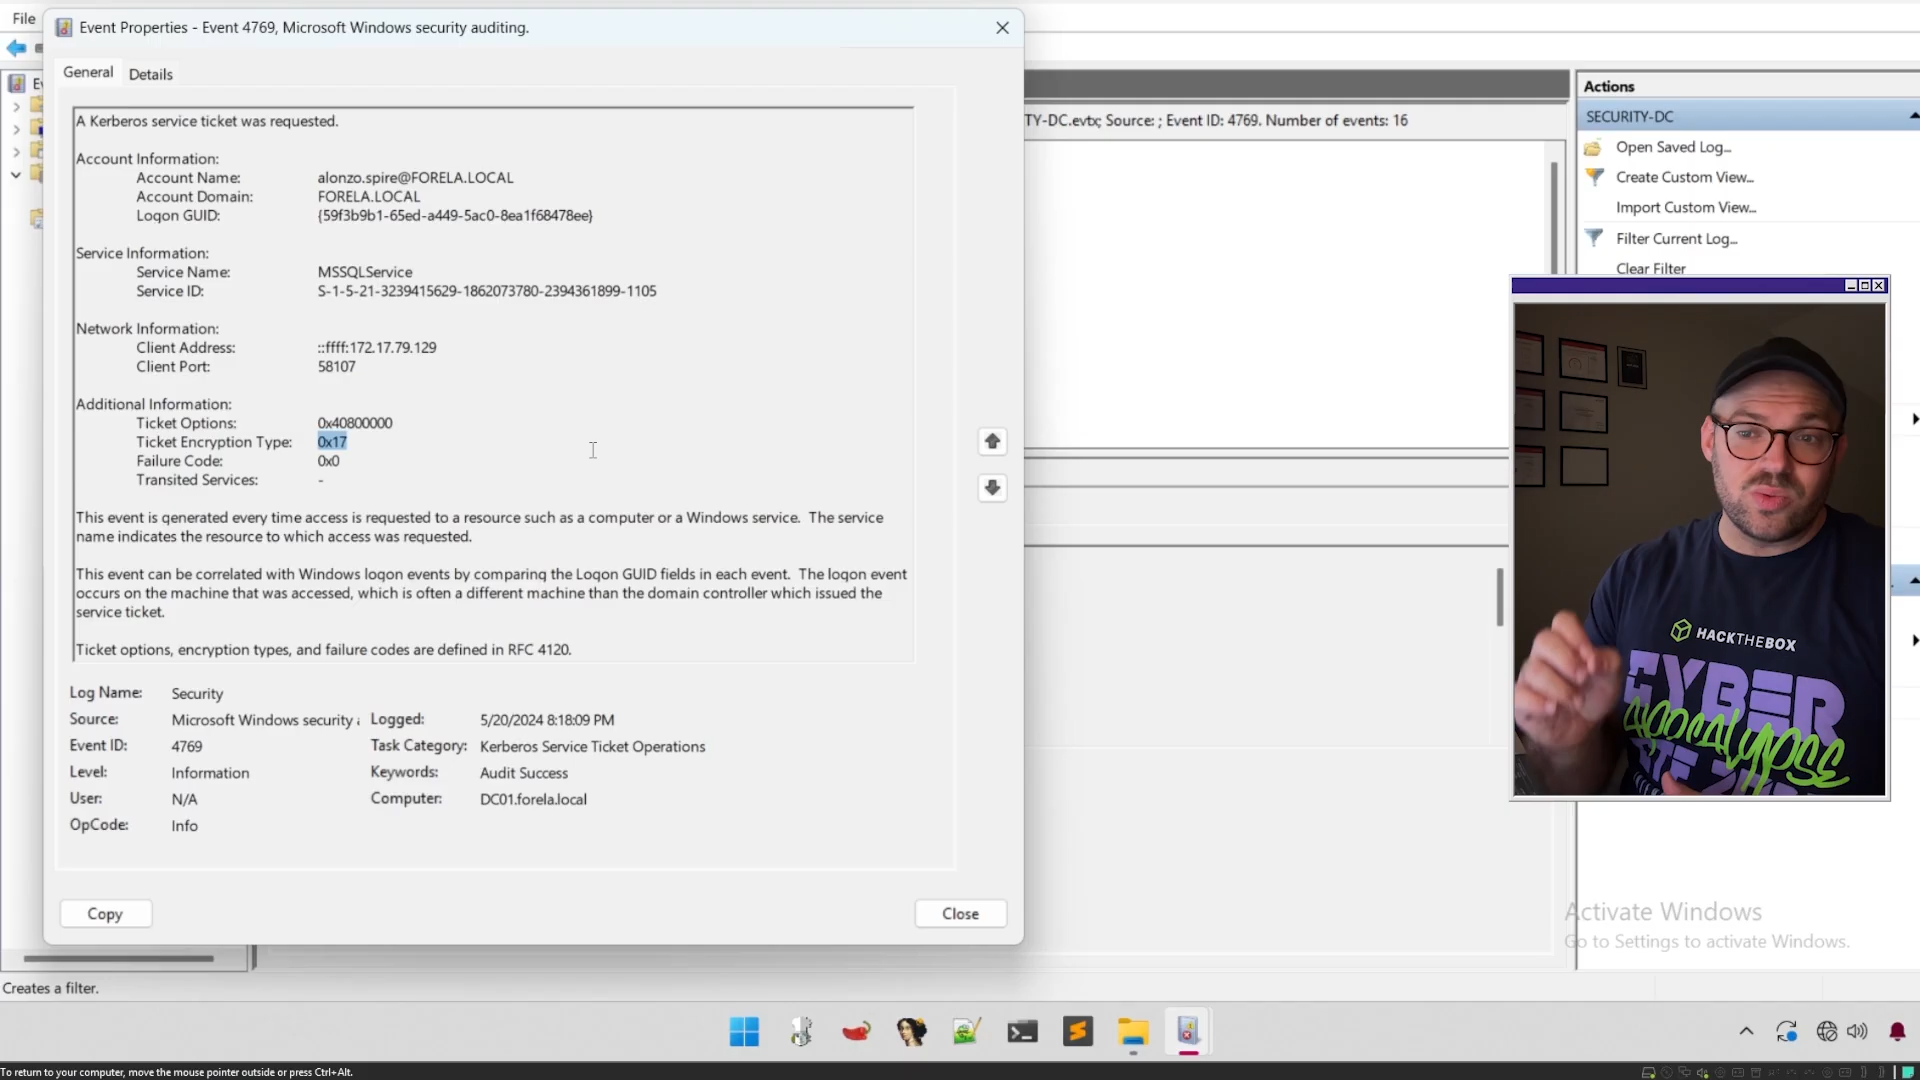 File
Event Properties - Event 4769, Microsoft Windows security auditing.
General
Details
A Kerberos service ticket was requested.
Account Information:
Account Name: alonzo.spire@FORELA.LOCAL
Account Domain: FORELA.LOCAL
Logon GUID: {59f3b9b1-65ed-a449-5ac0-8ea1f68478ee}
Service Information:
Service Name: MSSQLService
Service ID: S-1-5-21-3239415629-1862073780-2394361899-1105
Network Information:
Client Address: ::ffff:172.17.79.129
Client Port: 58107
Additional Information:
Ticket Options: 0x40800000
Ticket Encryption Type: 0x17
Failure Code: 0x0
Transited Services: -
This event is generated every time access is requested to a resource such as a computer or a Windows service. The service
name indicates the resource to which access was requested.
This event can be correlated with Windows logon events by comparing the Logon GUID fields in each event. The logon event
occurs on the machine that was accessed, which is often a different machine than the domain controller which issued the
service ticket.
Ticket options, encryption types, and failure codes are defined in RFC 4120.
Log Name: Security
Source: Microsoft Windows security Logged: 5/20/2024 8:18:09 PM
Event ID: 4769 Task Category: Kerberos Service Ticket Operations
Level: Information Keywords: Audit Success
User: N/A Computer: DC01.forela.local
OpCode: Info
Copy
Close
TY-DC.evtx; Source: ; Event ID: 4769. Number of events: 16
Actions
SECURITY-DC
Open Saved Log...
Create Custom View...
Import Custom View...
Filter Current Log...
Clear Filter
HACKTHEBOX
CYBER
APOCALYPSE
Activate Windows
Go to Settings to activate Windows.
Creates a filter.
To return to your computer, move the mouse pointer outside or press Ctrl+Alt.